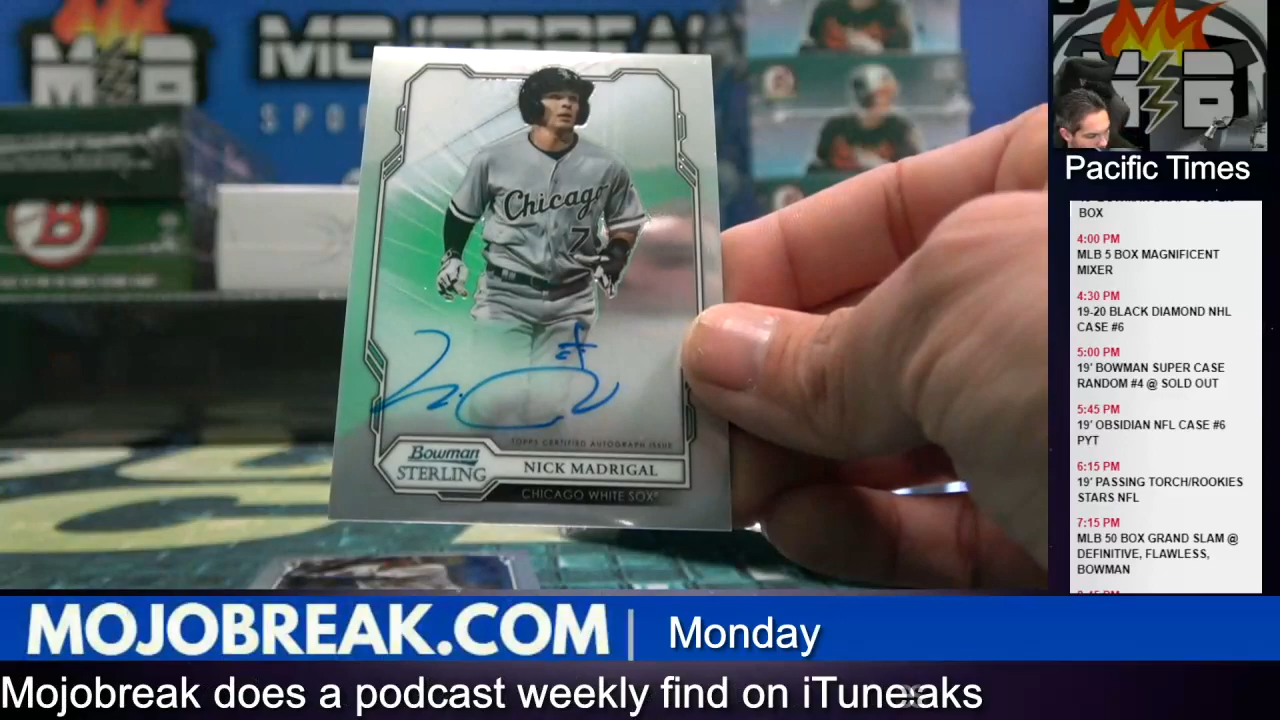 MOJOBREAK
SPO
MB
MB
B
Chicago
7
TOPPS CERTIFIED AUTOGRAPH ISSUE
Bowman
STERLING
NICK MADRIGAL
CHICAGO WHITE SOX
Pacific Times
BOX
4:00 PM
MLB 5 BOX MAGNIFICENT
MIXER
4:30 PM
19-20 BLACK DIAMOND NHL
CASE #6
5:00 PM
19' BOWMAN SUPER CASE
RANDOM #4 @ SOLD OUT
5:45 PM
19' OBSIDIAN NFL CASE #6
PYT
6:15 PM
19' PASSING TORCH/ROOKIES
STARS NFL
7:15 PM
MLB 50 BOX GRAND SLAM @
DEFINITIVE, FLAWLESS,
BOWMAN
MOJOBREAK.COM | Monday
Mojobreak does a podcast weekly find on iTuneaks